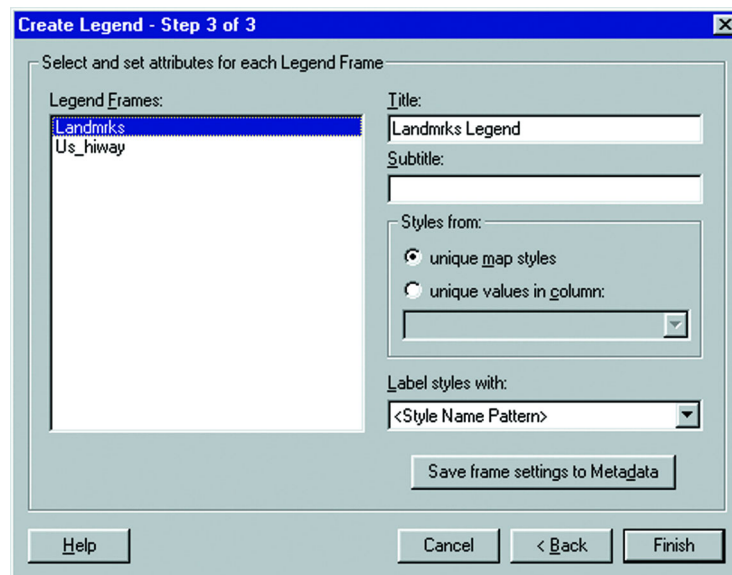 Create Legend - Step 3 of 3
Select and set attributes for each Legend Frame
Legend Frames:
Landmrks
Us_hiway
Title:
Landmrks Legend
Subtitle:
Styles from:
unique map styles
unique values in column:
Label styles with:
<Style Name Pattern>
Save frame settings to Metadata
Help
Cancel
< Back
Finish